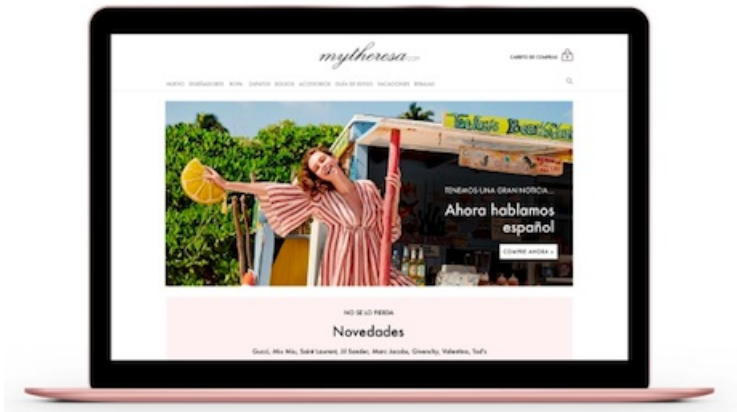 mytheresa.com
CARRITO DE COMPRAS
NUEVO DISEÑADORES ROPA ZAPATOS BOLSOS ACCESORIOS GUÍA DE ESTILO VACACIONES REBAJAS
TENEMOS UNA GRAN NOTICIA...
Ahora hablamos
español
COMPRE AHORA »
NO SE LO PIERDA
Novedades
Gucci, Miu Miu, Saint Laurent, Jil Sander, Marc Jacobs, Givenchy, Valentino, Tod's